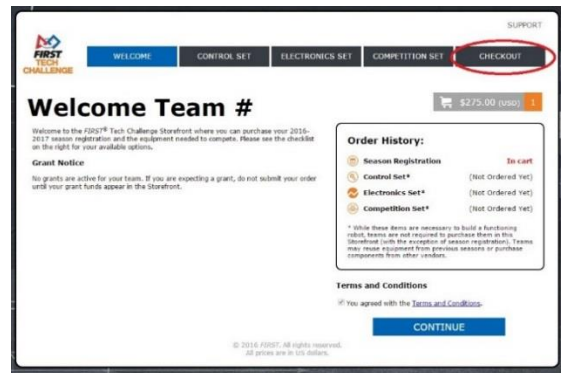 SUPPORT
FIRST
TECH
CHALLENGE
WELCOME
CONTROL SET
ELECTRONICS SET
COMPETITION SET
CHECKOUT
$275.00 (USD) 1
Welcome Team #
Welcome to the FIRST® Tech Challenge Storefront where you can purchase your 2016-
2017 season registration and the equipment needed to compete. Please see the checklist
on the right for your available options.
Grant Notice
No grants are active for your team. If you are expecting a grant, do not submit your order
until your grant funds appear in the Storefront.
Order History:
Season Registration In cart
Control Set* (Not Ordered Yet)
Electronics Set* (Not Ordered Yet)
Competition Set* (Not Ordered Yet)
* While these items are necessary to build a functioning
robot, teams are not required to purchase them in this
Storefront (with the exception of season registration). Teams
may reuse equipment from previous seasons or purchase
components from other vendors.
Terms and Conditions
You agreed with the Terms and Conditions.
CONTINUE
© 2016 FIRST. All rights reserved.
All prices are in US dollars.